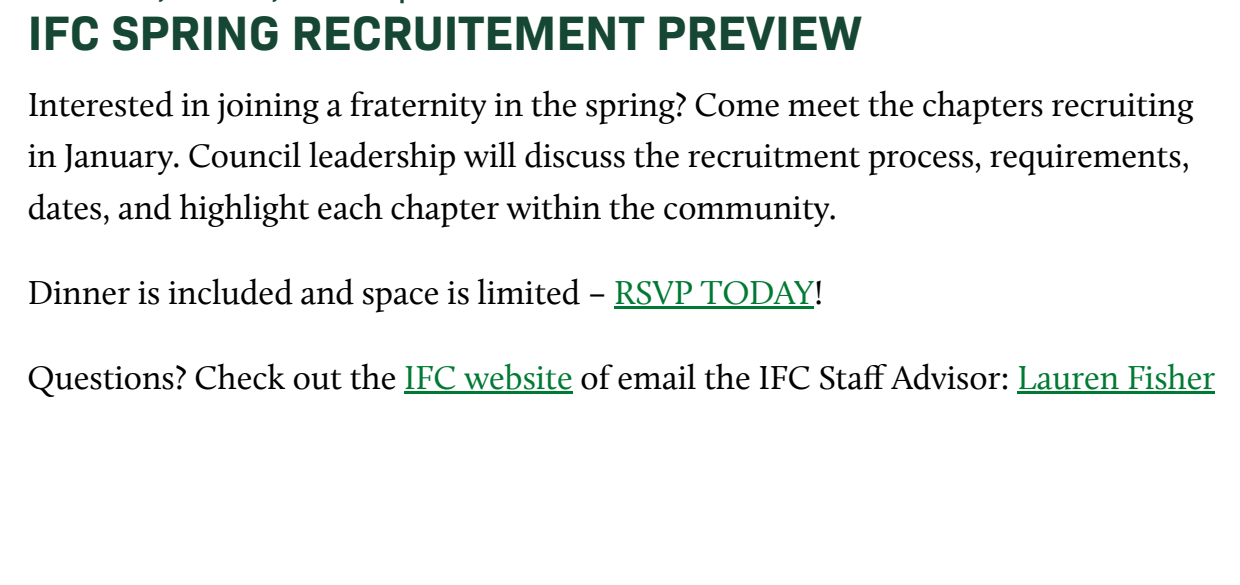 IFC SPRING RECRUITEMENT PREVIEW
Interested in joining a fraternity in the spring? Come meet the chapters recruiting
in January. Council leadership will discuss the recruitment process, requirements,
dates, and highlight each chapter within the community.
Dinner is included and space is limited – RSVP TODAY!
Questions? Check out the IFC website of email the IFC Staff Advisor: Lauren Fisher